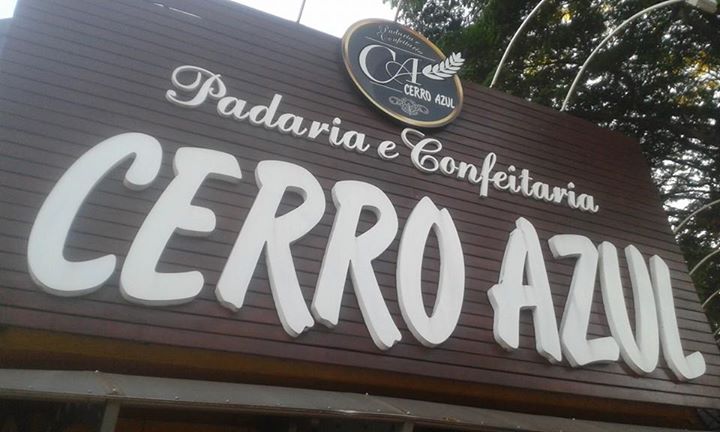 Padaria e
Confeitaria
CA
CERRO AZUL
Padaria e Confeitaria
CERRO AZUL